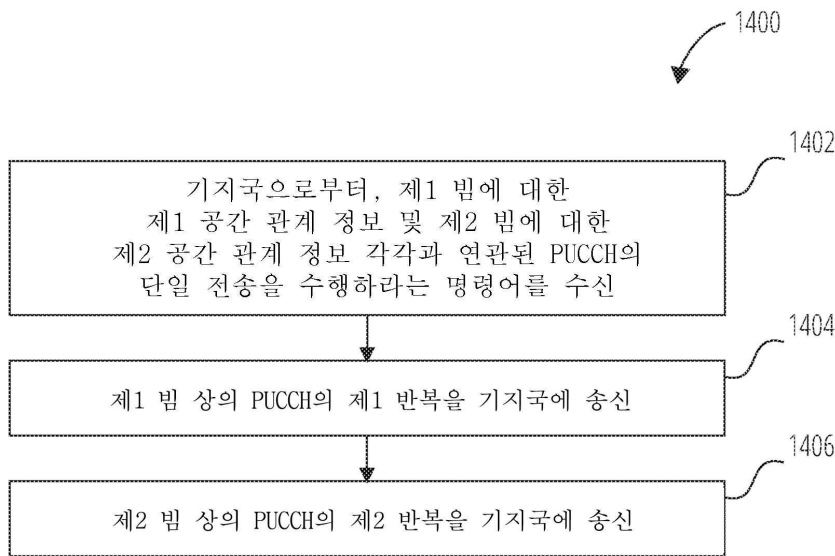 1400
1402
기지국으로부터, 제1 빔에 대한
제1 공간 관계 정보 및 제2 빔에 대한
제2 공간 관계 정보 각각과 연관된 PUCCH의
단일 전송을 수행하라는 명령어를 수신
1404
제1 빔 상의 PUCCH의 제1 반복을 기지국에 송신
1406
제2 빔 상의 PUCCH의 제2 반복을 기지국에 송신